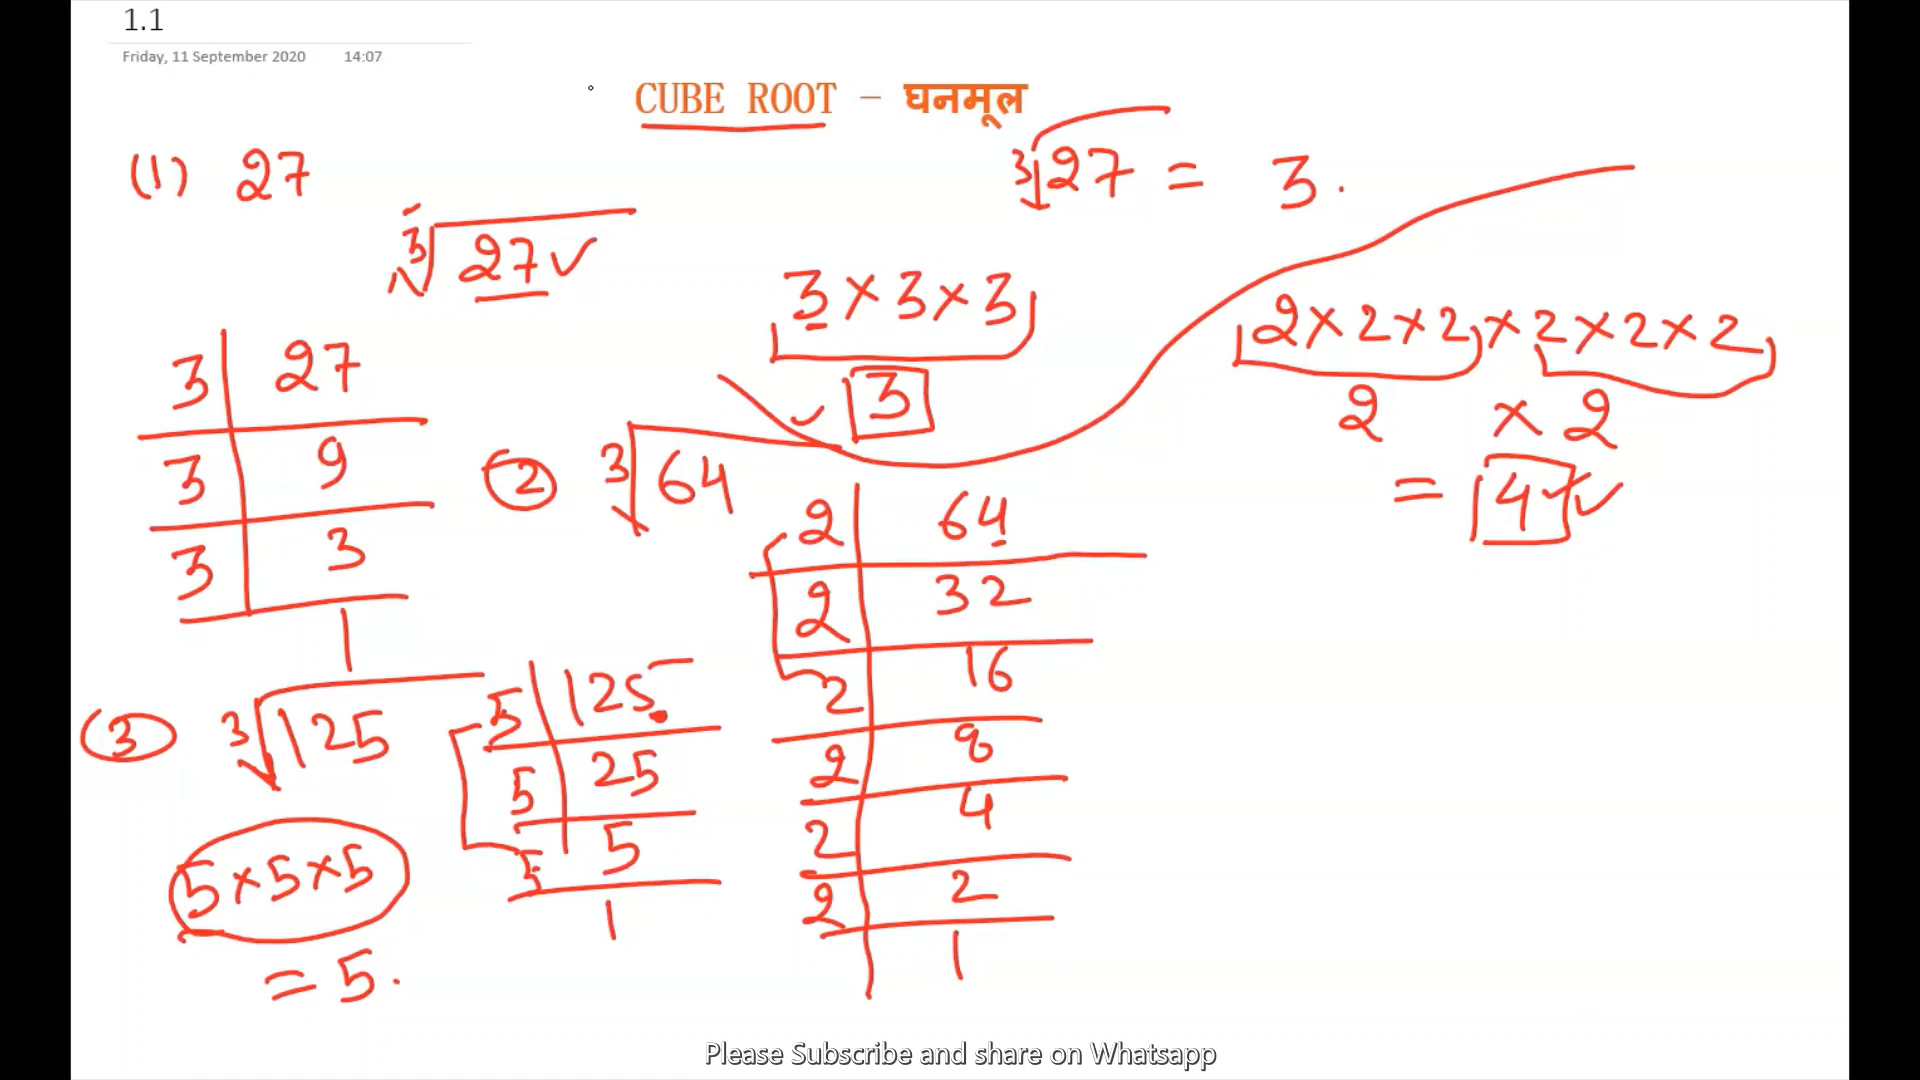 1.1
Friday, 11 September 2020 14:07
CUBE ROOT - घनमूल
(1) 27
∛27 = 3.
∛27 ✓
3 × 3 × 3
✓ 3
3 | 27
3 | 9
3 | 3
1
② ∛64
2 | 64
2 | 32
2 | 16
2 | 8
2 | 4
2 | 2
1
2×2×2×2×2×2
2 × 2
= 4 ✓✓
③ ∛125
5 | 125
5 | 25
5 | 5
1
5×5×5
= 5.
Please Subscribe and share on Whatsapp